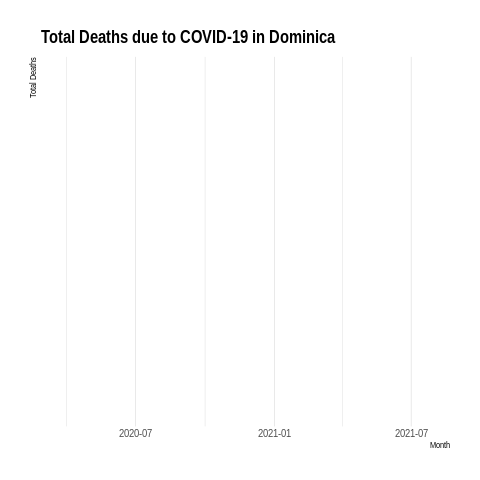 Total Deaths due to COVID-19 in Dominica
Total Deaths
2020-07 2021-01 2021-07
Month